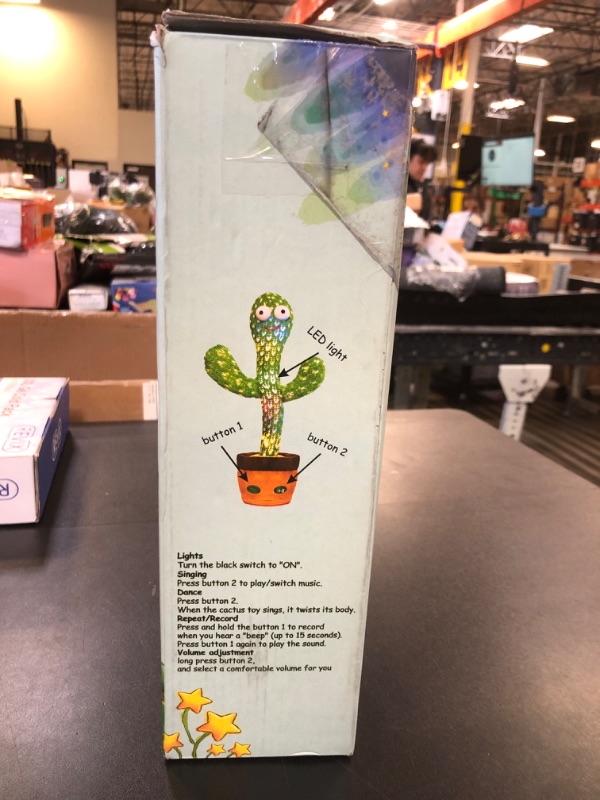 LED light
button 1
button 2
Lights
Turn the black switch to "ON".
Singing
Press button 2 to play/switch music.
Dance
Press button 2,
When the cactus toy sings, it twists its body.
Repeat/Record
Press and hold the button 1 to record
when you hear a "beep" (up to 15 seconds).
Press button 1 again to play the sound.
Volume adjustment
long press button 2,
and select a comfortable volume for you
R